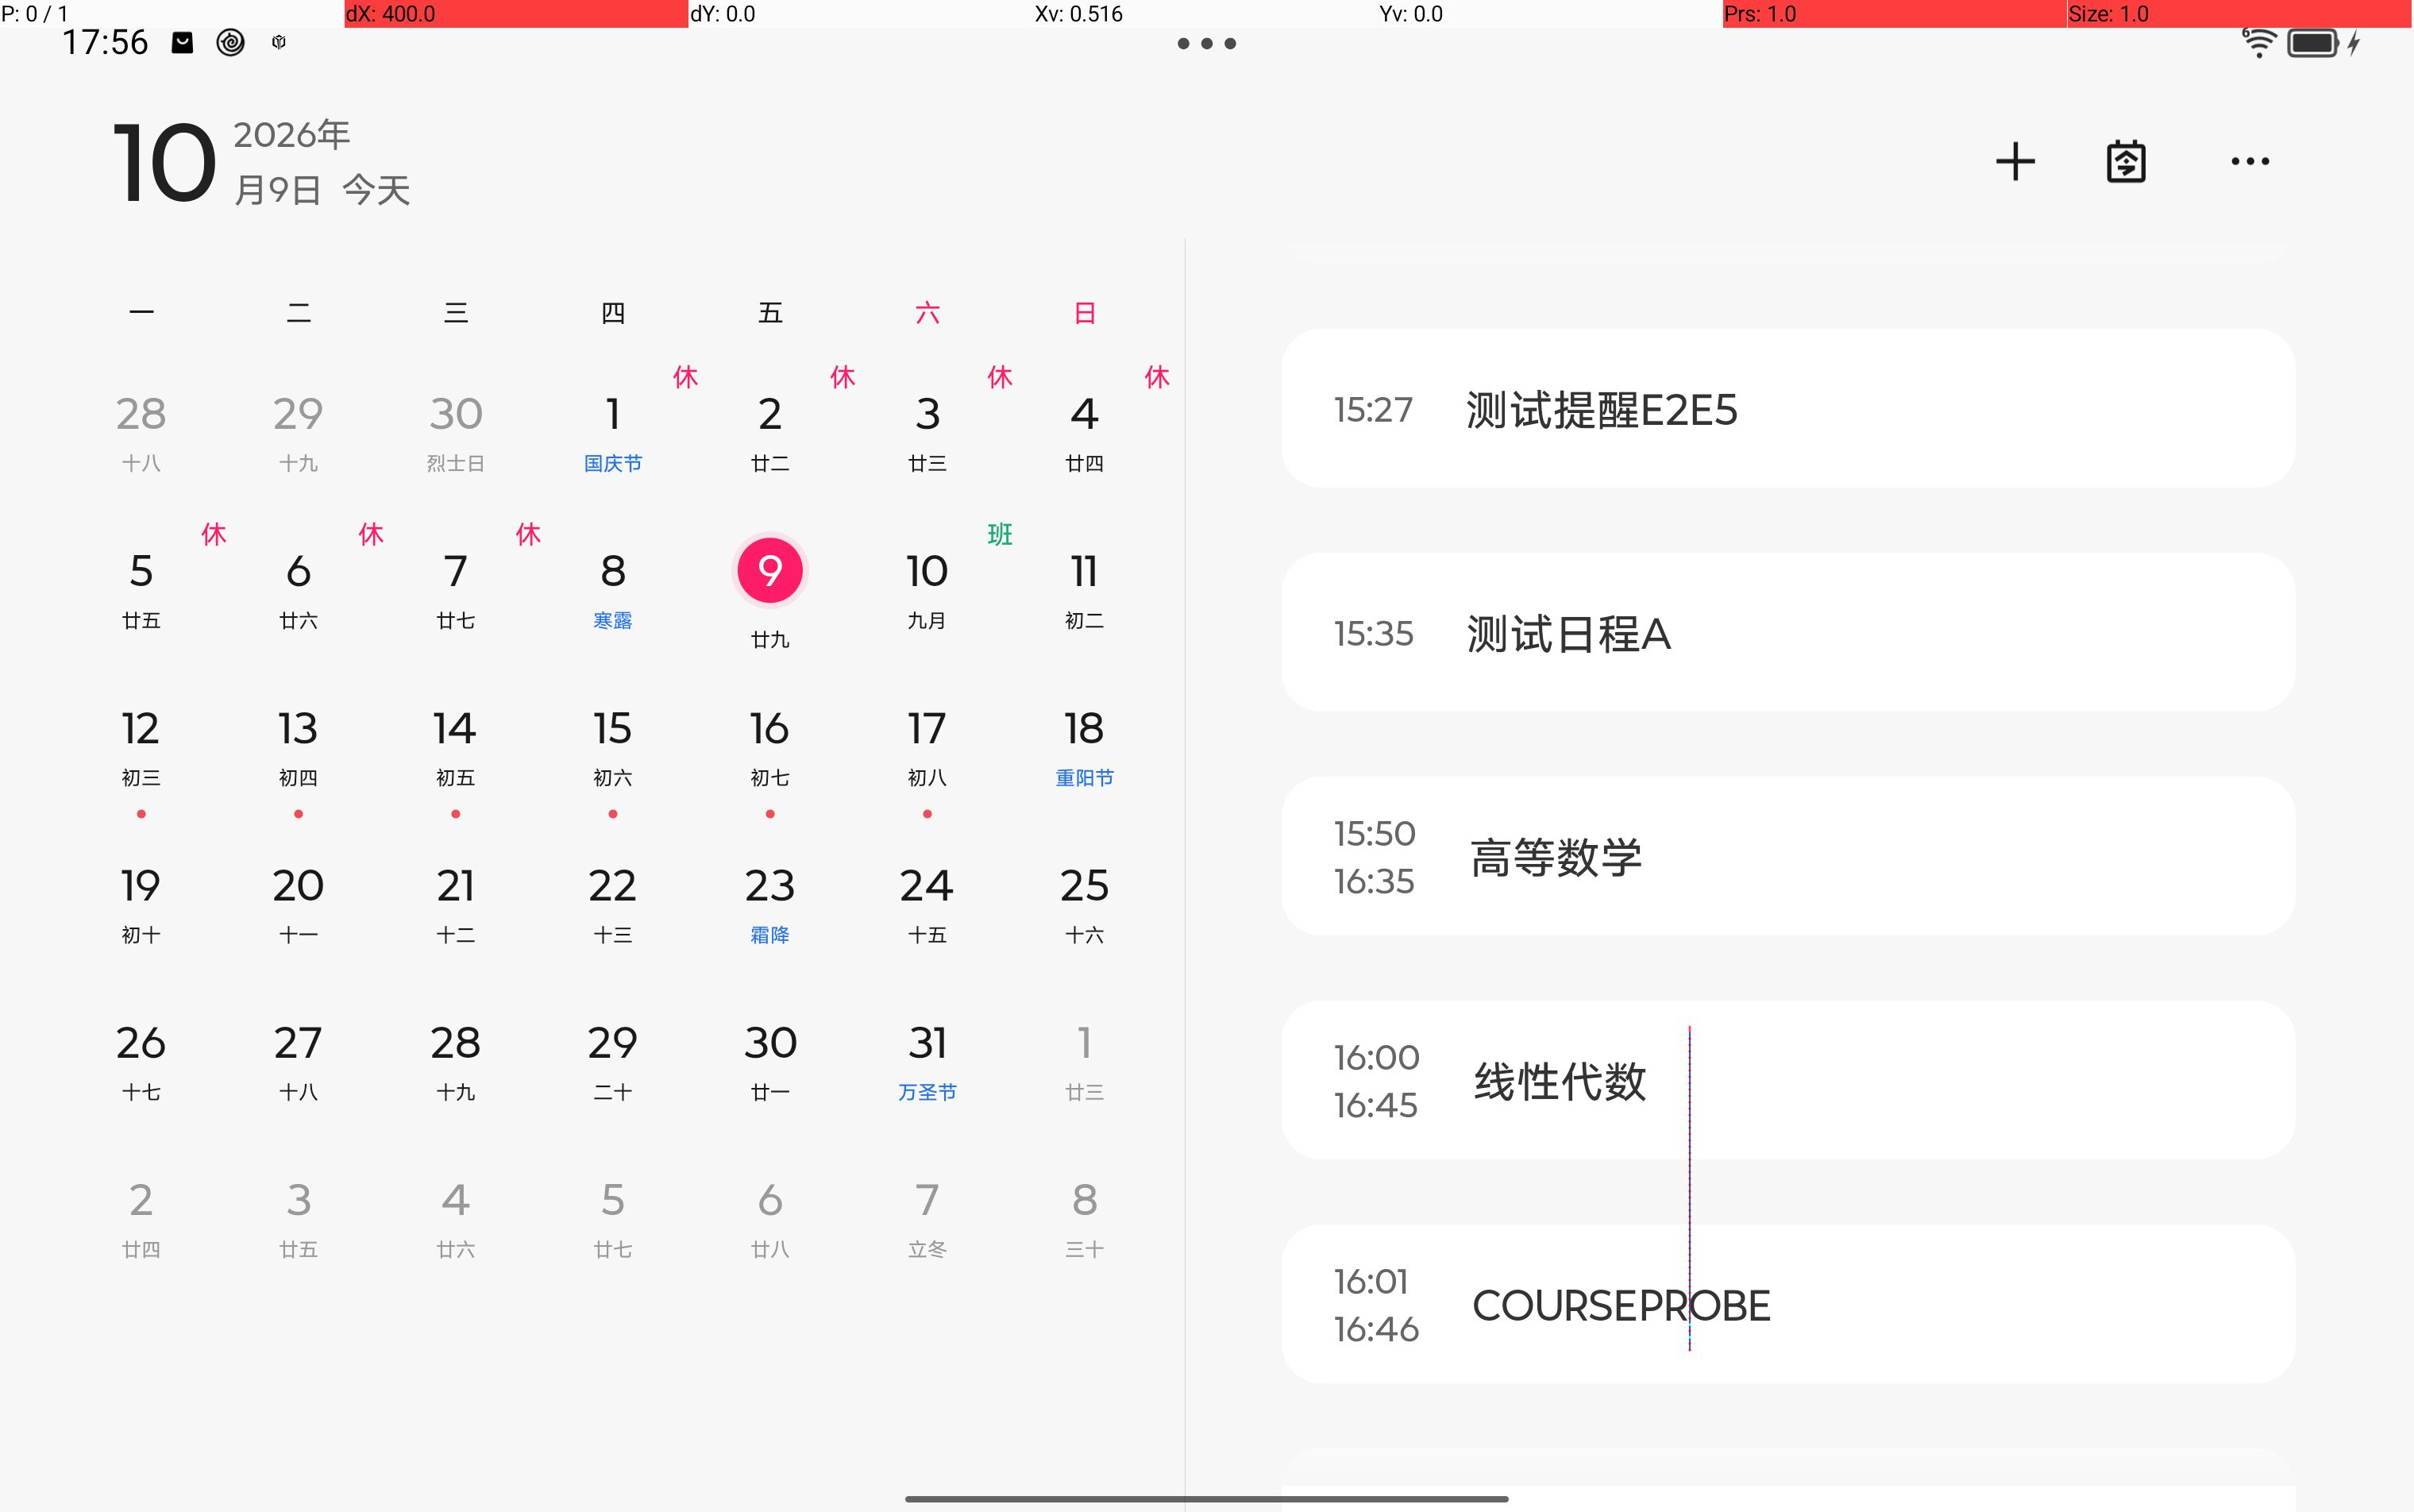 P: 0 / 1 dX: 400.0 dY: 0.0 Xv: 0.516 Yv: 0.0 Prs: 1.0 Size: 1.0
17:56 6
10 2026年
月9日 今天
一 二 三 四 五 六 日
休 休 休 休
28 29 30 1 2 3 4
十八 十九 烈士日 国庆节 廿二 廿三 廿四
休 休 休 班
5 6 7 8 9 10 11
廿五 廿六 廿七 寒露 廿九 九月 初二
12 13 14 15 16 17 18
初三 初四 初五 初六 初七 初八 重阳节
19 20 21 22 23 24 25
初十 十一 十二 十三 霜降 十五 十六
26 27 28 29 30 31 1
十七 十八 十九 二十 廿一 万圣节 廿三
2 3 4 5 6 7 8
廿四 廿五 廿六 廿七 廿八 立冬 三十
今
15:27 测试提醒E2E5
15:35 测试日程A
15:50
16:35
高等数学
16:00
16:45
线性代数
16:01
16:46
COURSEPROBE